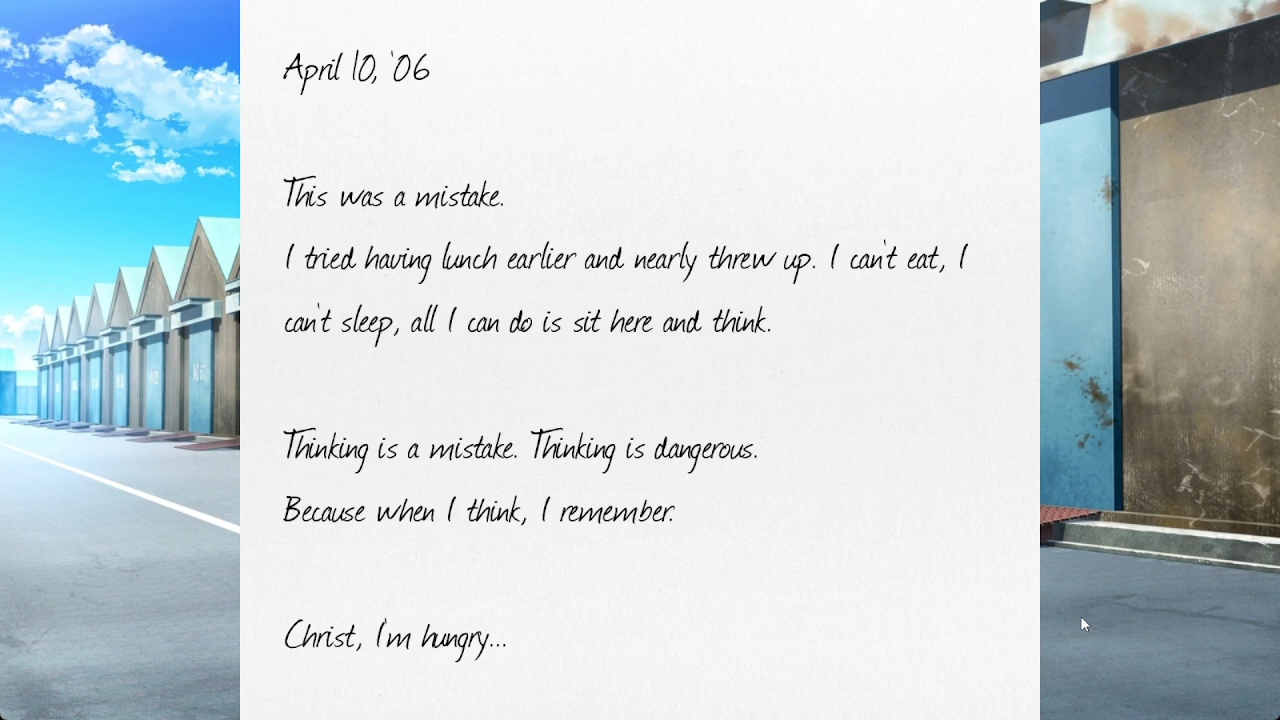 April 10, '06
This was a mistake.
I tried having lunch earlier and nearly threw up. I can't eat, I
can't sleep, all I can do is sit here and think.
Thinking is a mistake. Thinking is dangerous.
Because when I think, I remember.
Christ, I'm hungry...